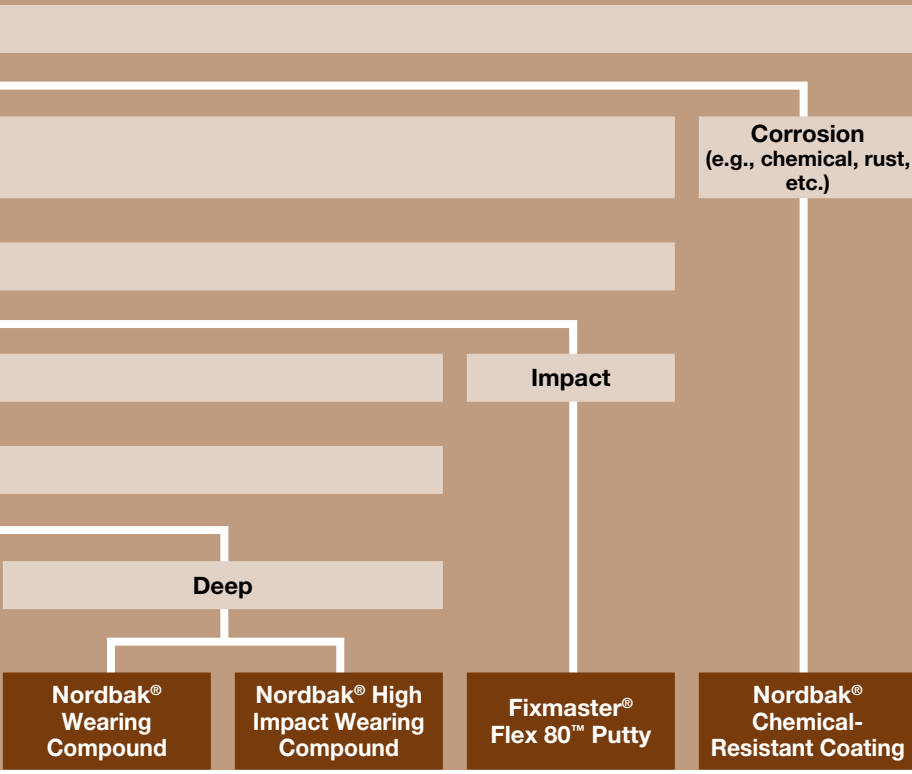 Corrosion
(e.g., chemical, rust,
etc.)
Impact
Deep
Nordbak®
Wearing
Compound
Nordbak® High
Impact Wearing
Compound
Fixmaster®
Flex 80™ Putty
Nordbak®
Chemical-
Resistant Coating